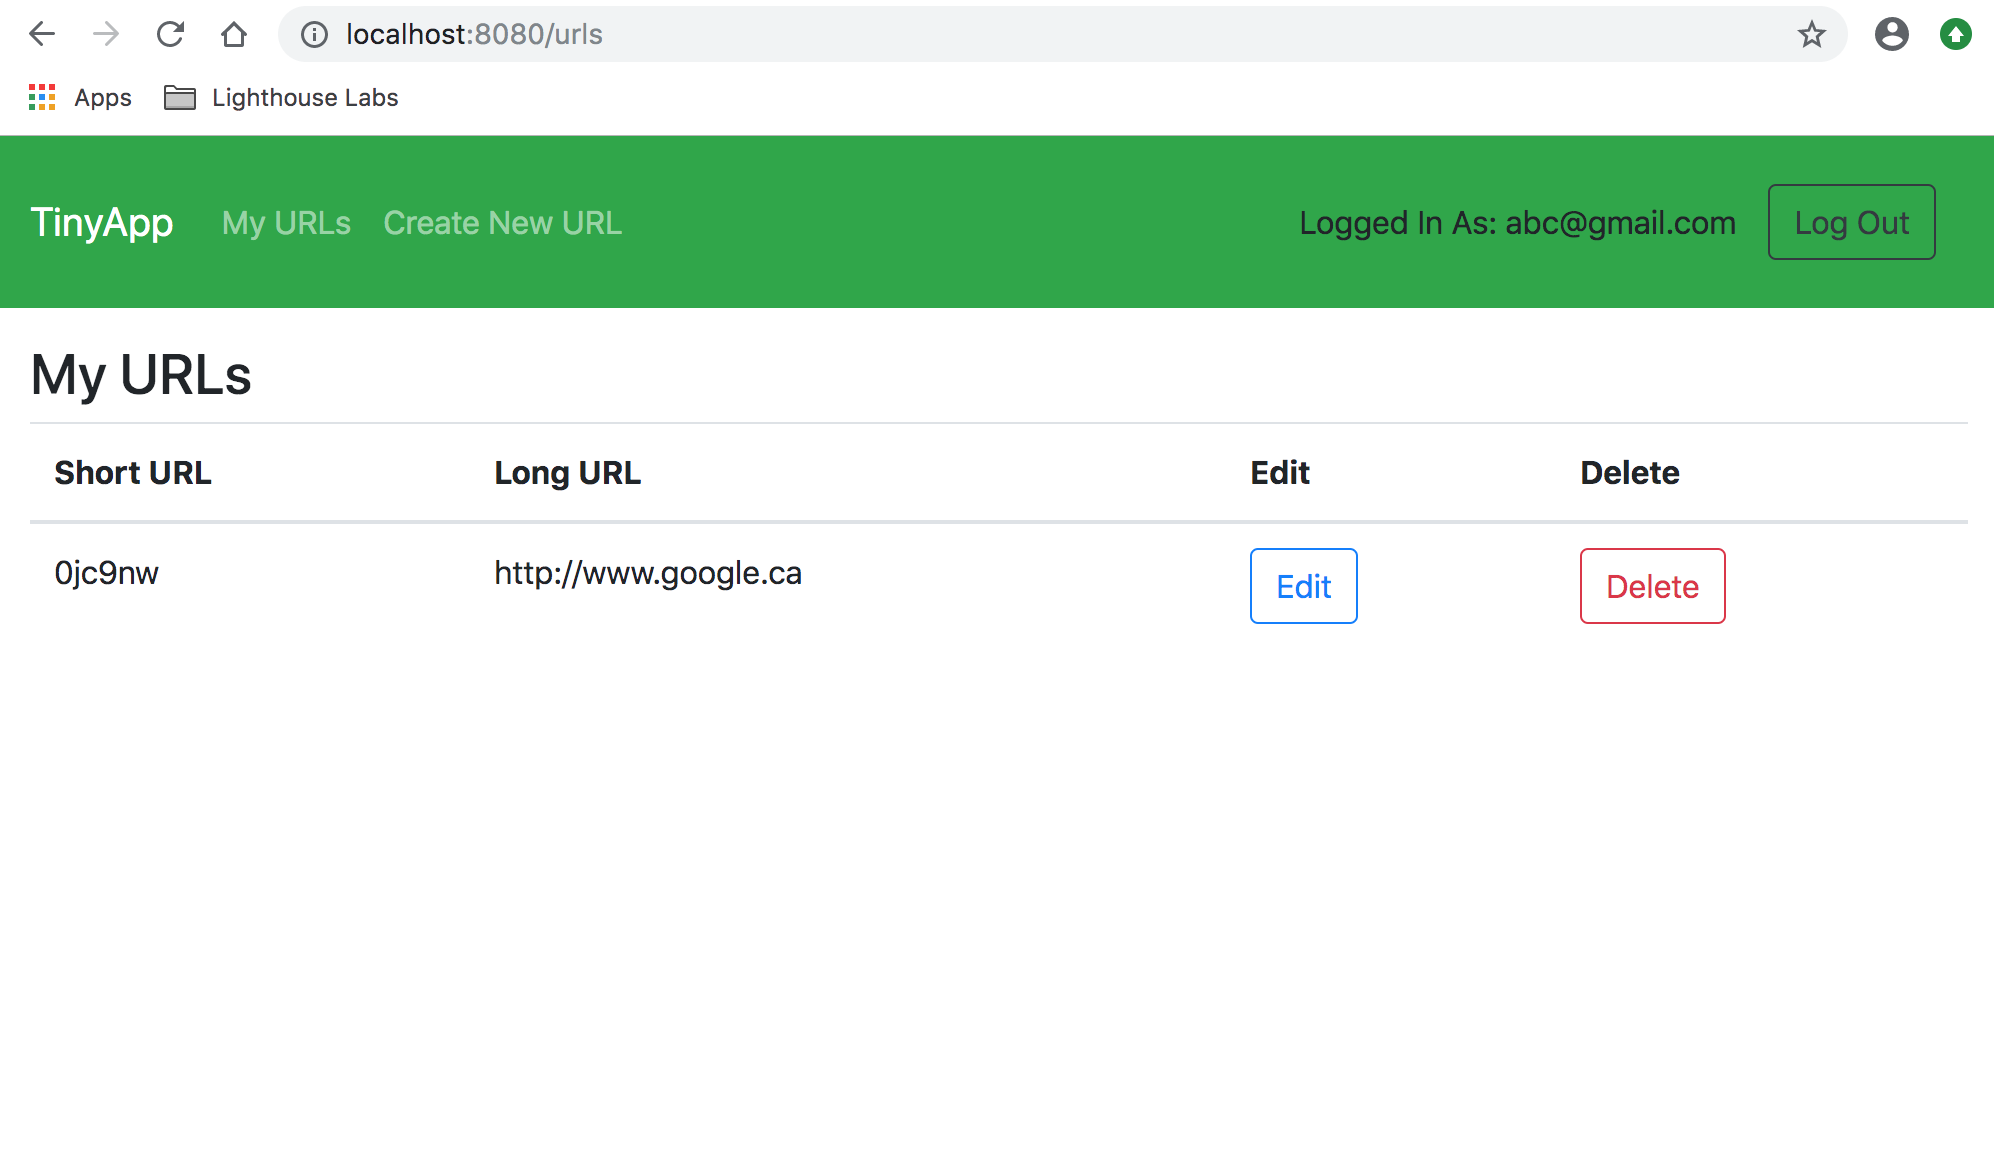 localhost:8080/urls
Apps Lighthouse Labs
TinyApp My URLs Create New URL Logged In As: abc@gmail.com Log Out
My URLs
Short URL Long URL Edit Delete
0jc9nw http://www.google.ca Edit Delete